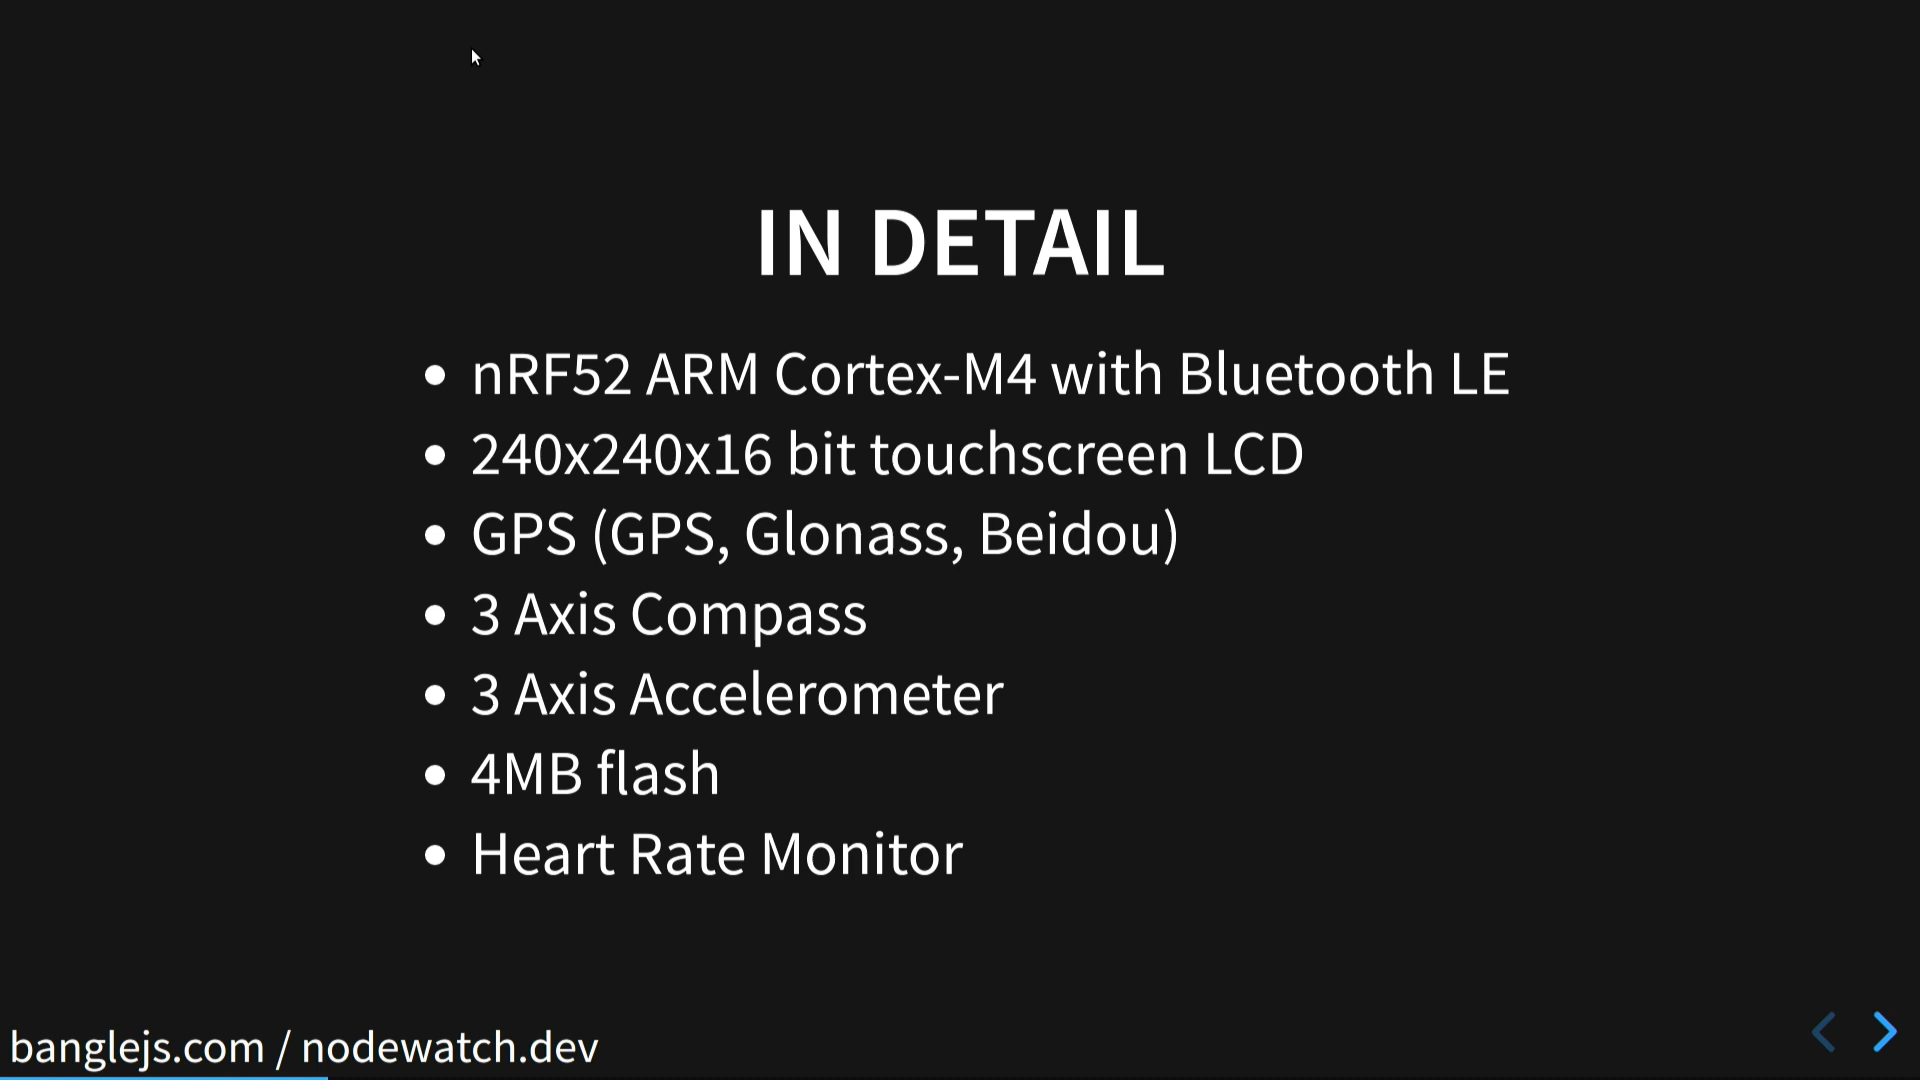 IN DETAIL
nRF52 ARM Cortex-M4 with Bluetooth LE
240x240x16 bit touchscreen LCD
GPS (GPS, Glonass, Beidou)
3 Axis Compass
3 Axis Accelerometer
4MB flash
Heart Rate Monitor
banglejs.com / nodewatch.dev